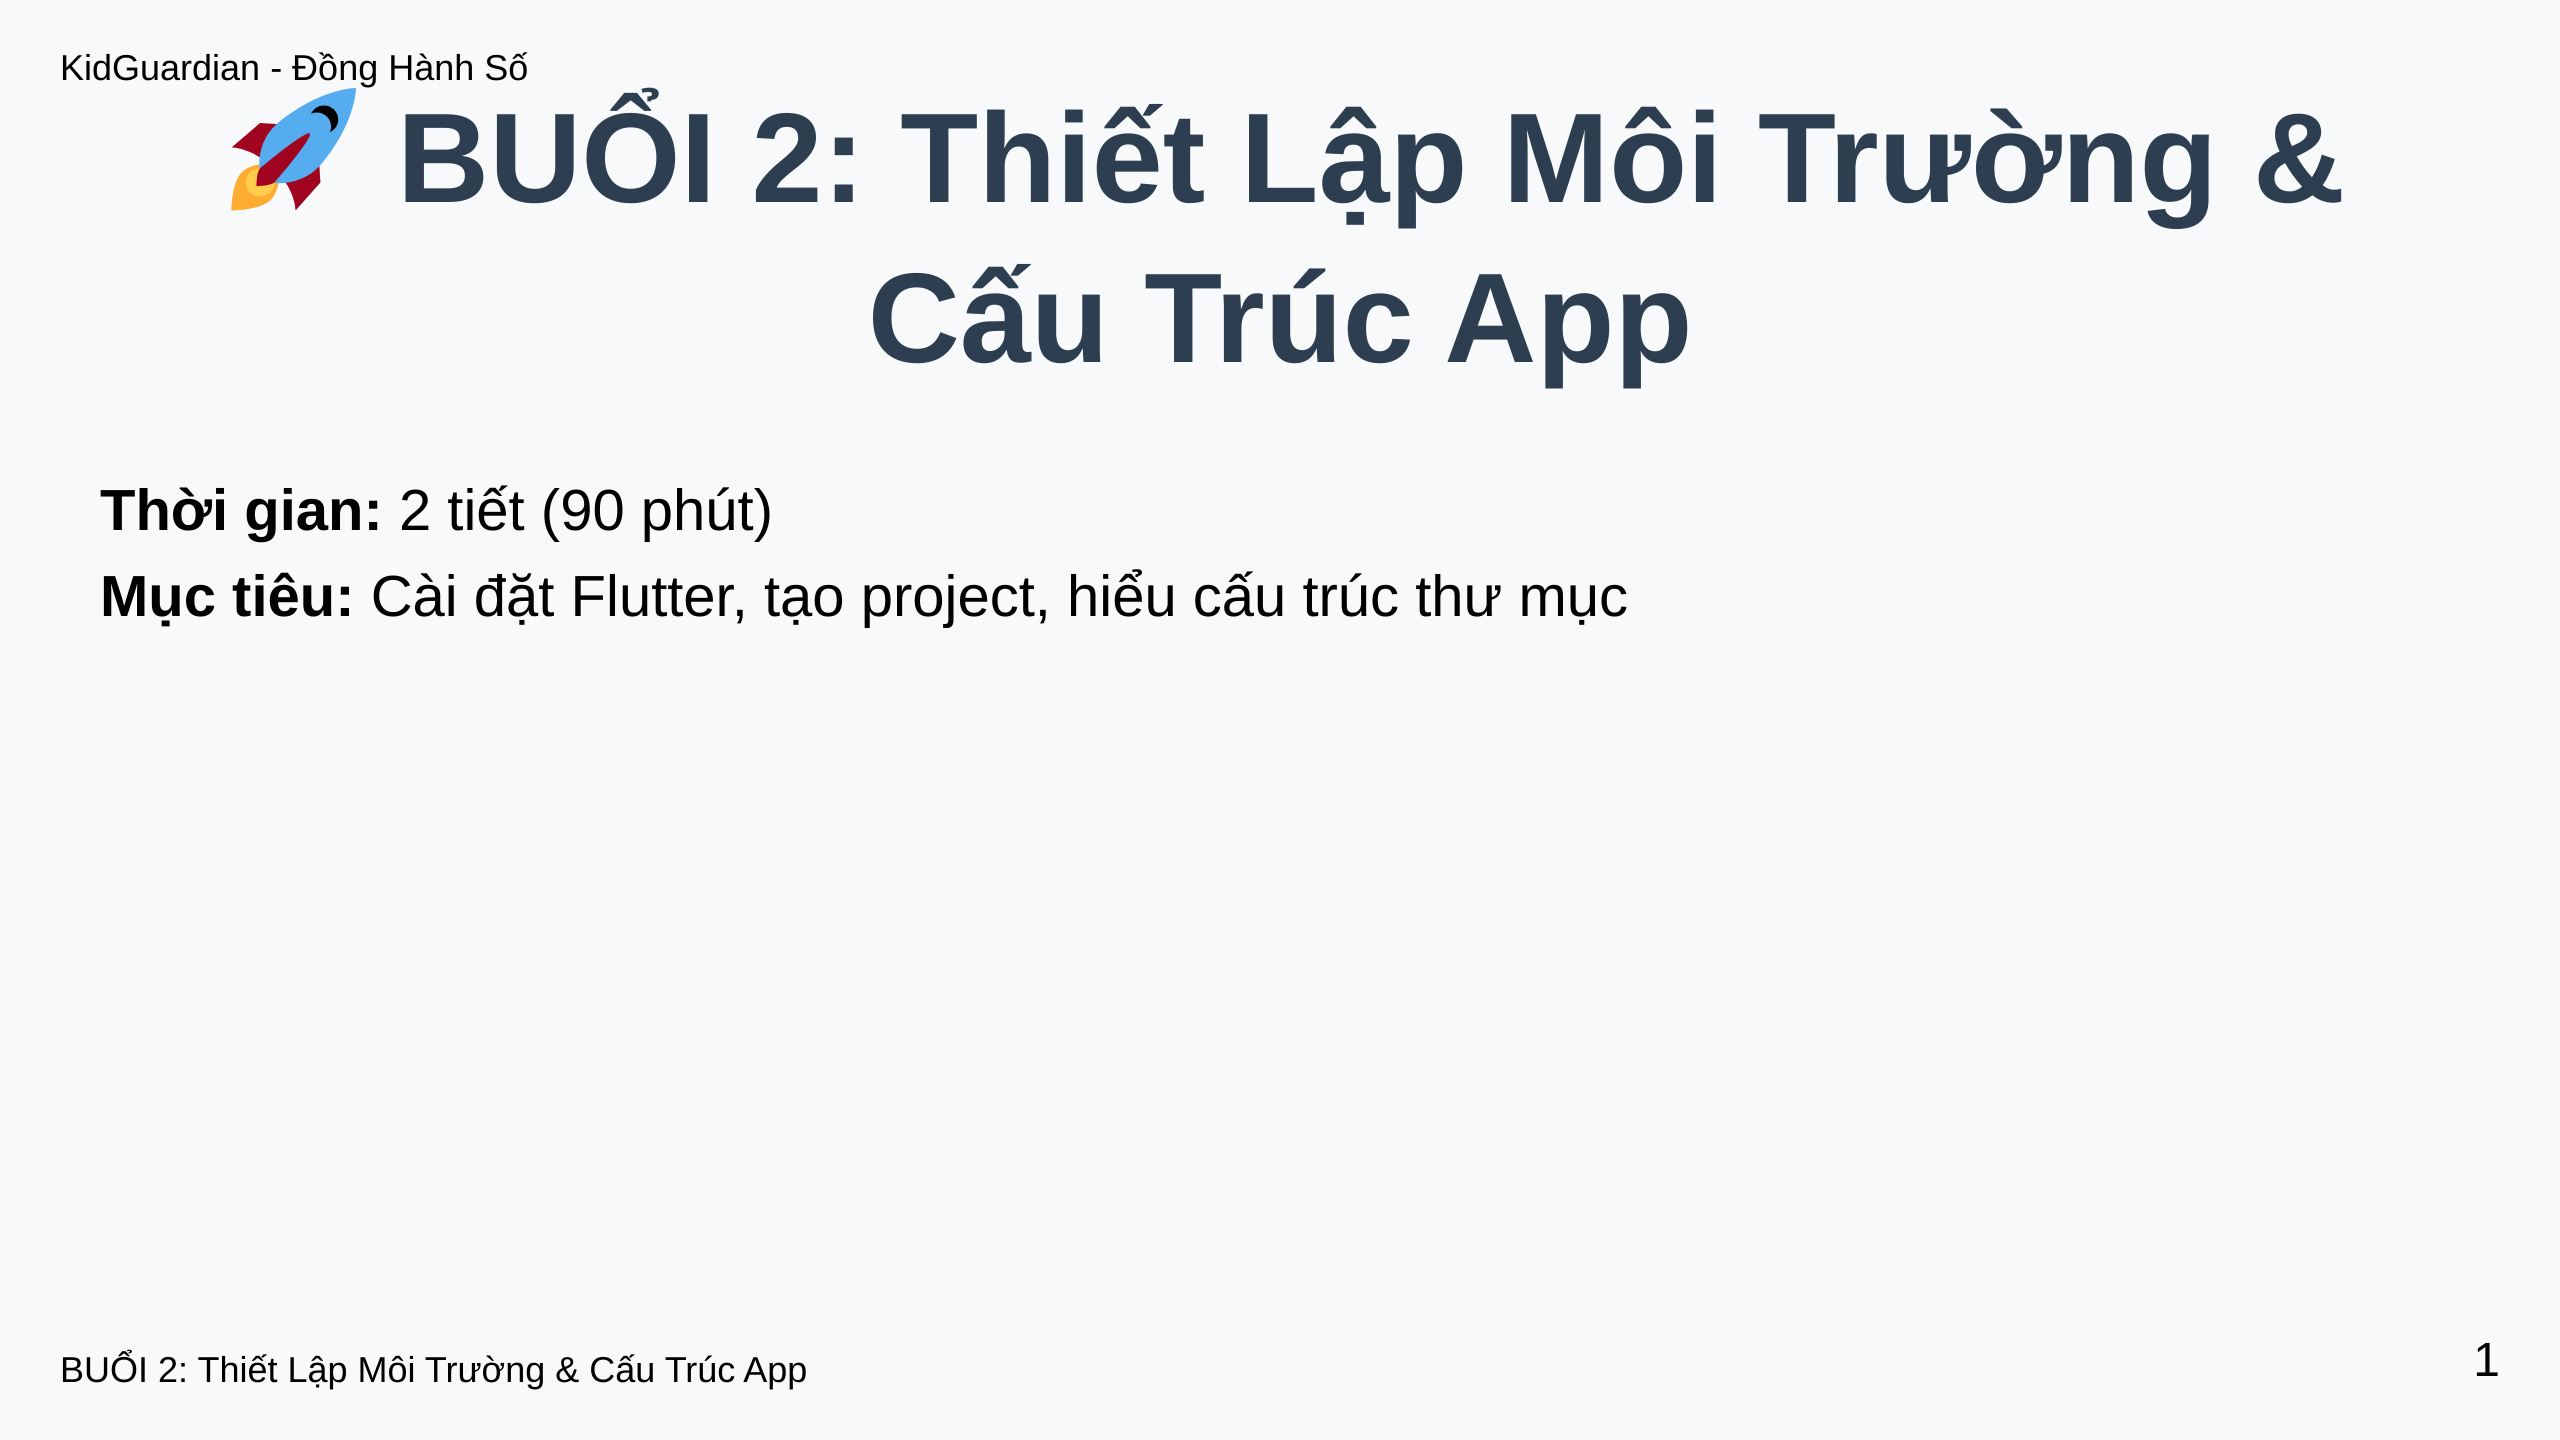 KidGuardian - Đồng Hành Số
🚀 BUỔI 2: Thiết Lập Môi Trường &
Cấu Trúc App
Thời gian: 2 tiết (90 phút)
Mục tiêu: Cài đặt Flutter, tạo project, hiểu cấu trúc thư mục
BUỔI 2: Thiết Lập Môi Trường & Cấu Trúc App
1